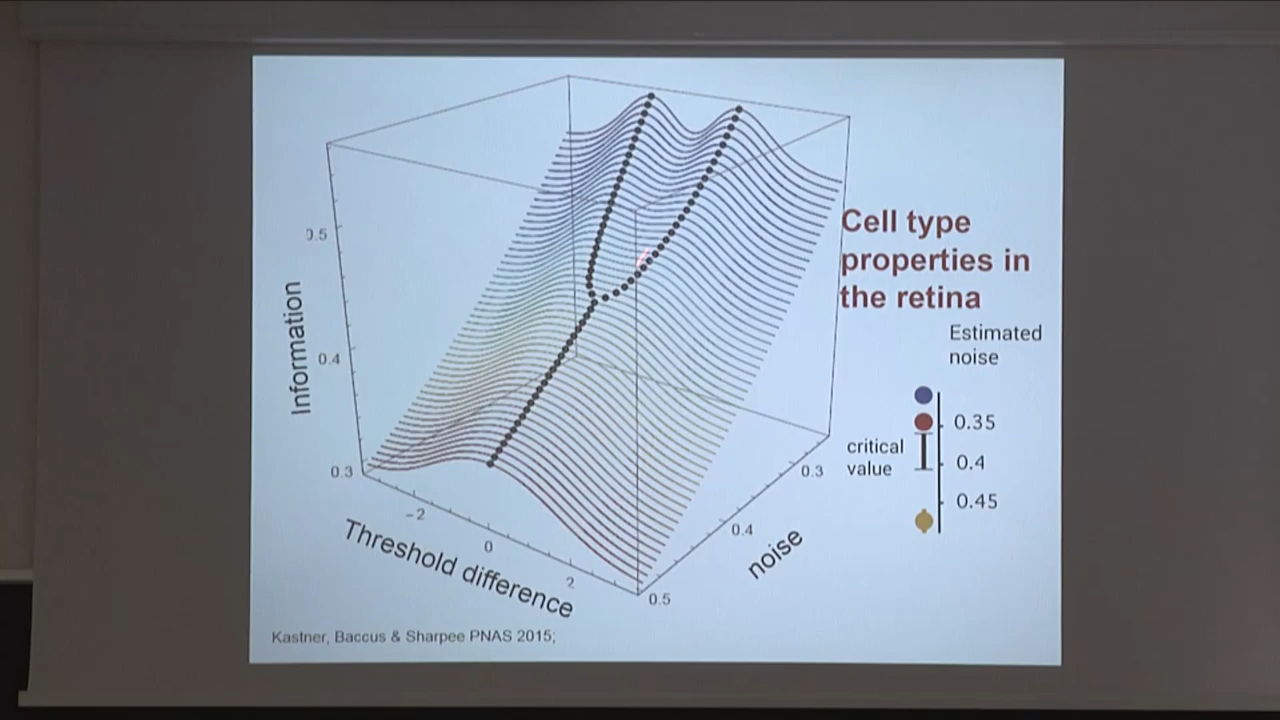 Cell type
properties in
the retina
Estimated
noise
0.35
critical
value
0.4
0.45
Information
0.5
0.4
0.3
−2
0
2
Threshold difference
0.3
0.4
0.5
noise
Kastner, Baccus & Sharpee PNAS 2015;